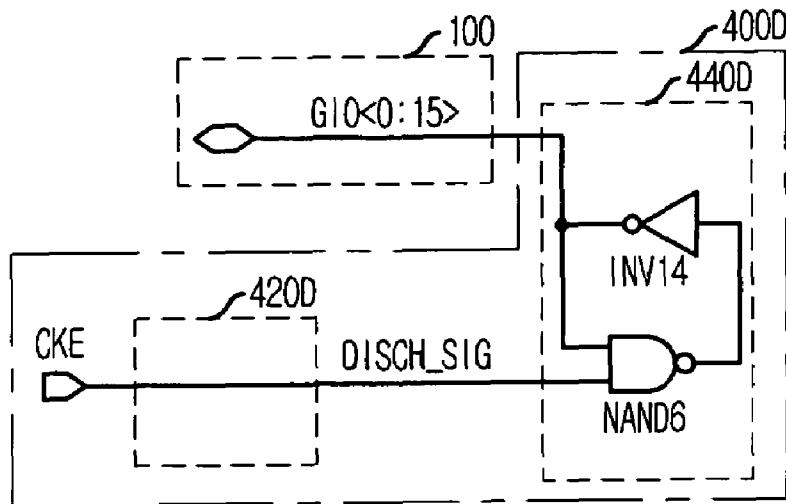 100
400D
440D
GIO<0:15>
INV14
420D
CKE
DISCH_SIG
NAND6